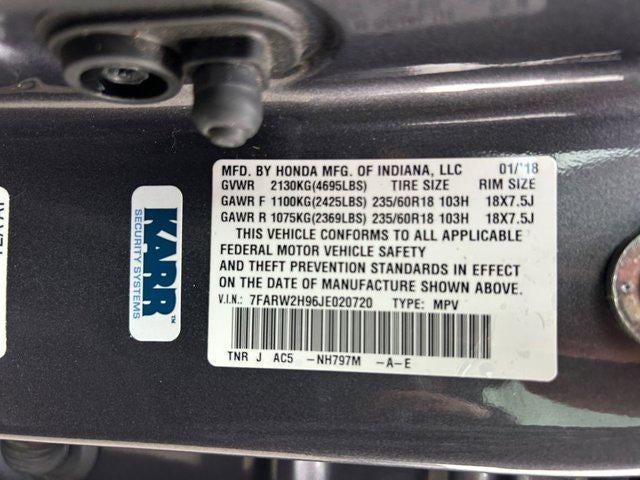 MFD. BY HONDA MFG. OF INDIANA, LLC 01/'18
GVWR 2130KG(4695LBS) TIRE SIZE RIM SIZE
GAWR F 1100KG(2425LBS) 235/60R18 103H 18X7.5J
GAWR R 1075KG(2369LBS) 235/60R18 103H 18X7.5J
THIS VEHICLE CONFORMS TO ALL APPLICABLE
FEDERAL MOTOR VEHICLE SAFETY
AND THEFT PREVENTION STANDARDS IN EFFECT
ON THE DATE OF MANUFACTURE SHOWN ABOVE.
V.I.N.: 7FARW2H96JE020720 TYPE: MPV
TNR J AC5 -NH797M -A-E
KARR™
SECURITY SYSTEMS